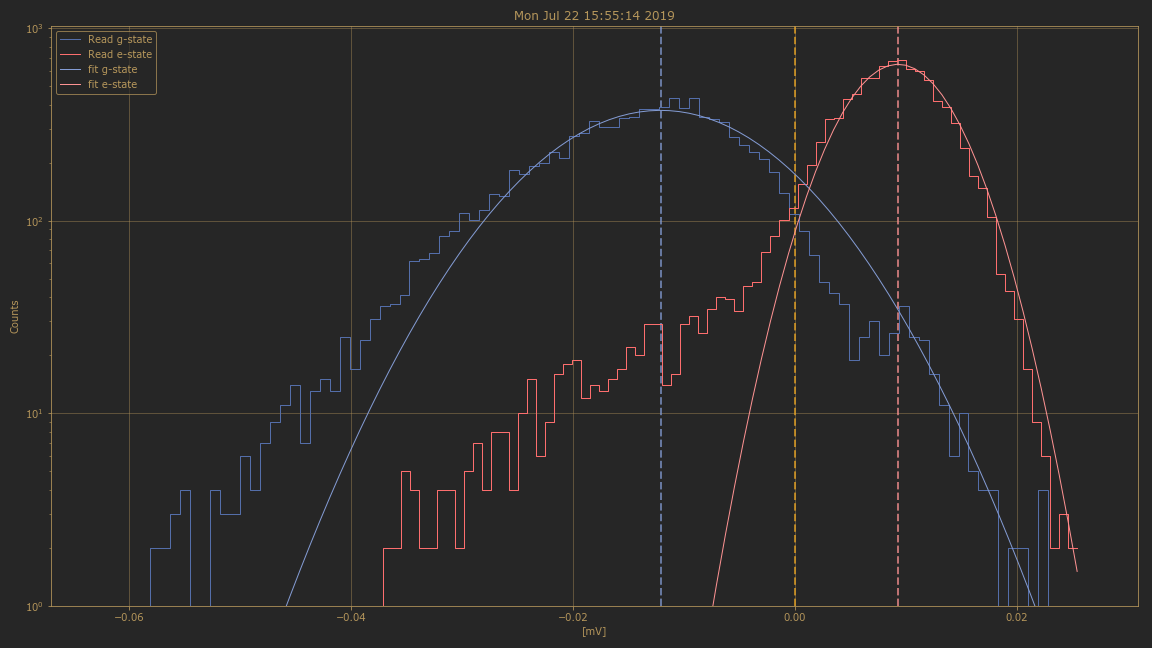 Mon Jul 22 15:55:14 2019
Read g-state
Read e-state
fit g-state
fit e-state
Counts
10³
10²
10¹
10⁰
−0.06 −0.04 −0.02 0.00 0.02
[mV]